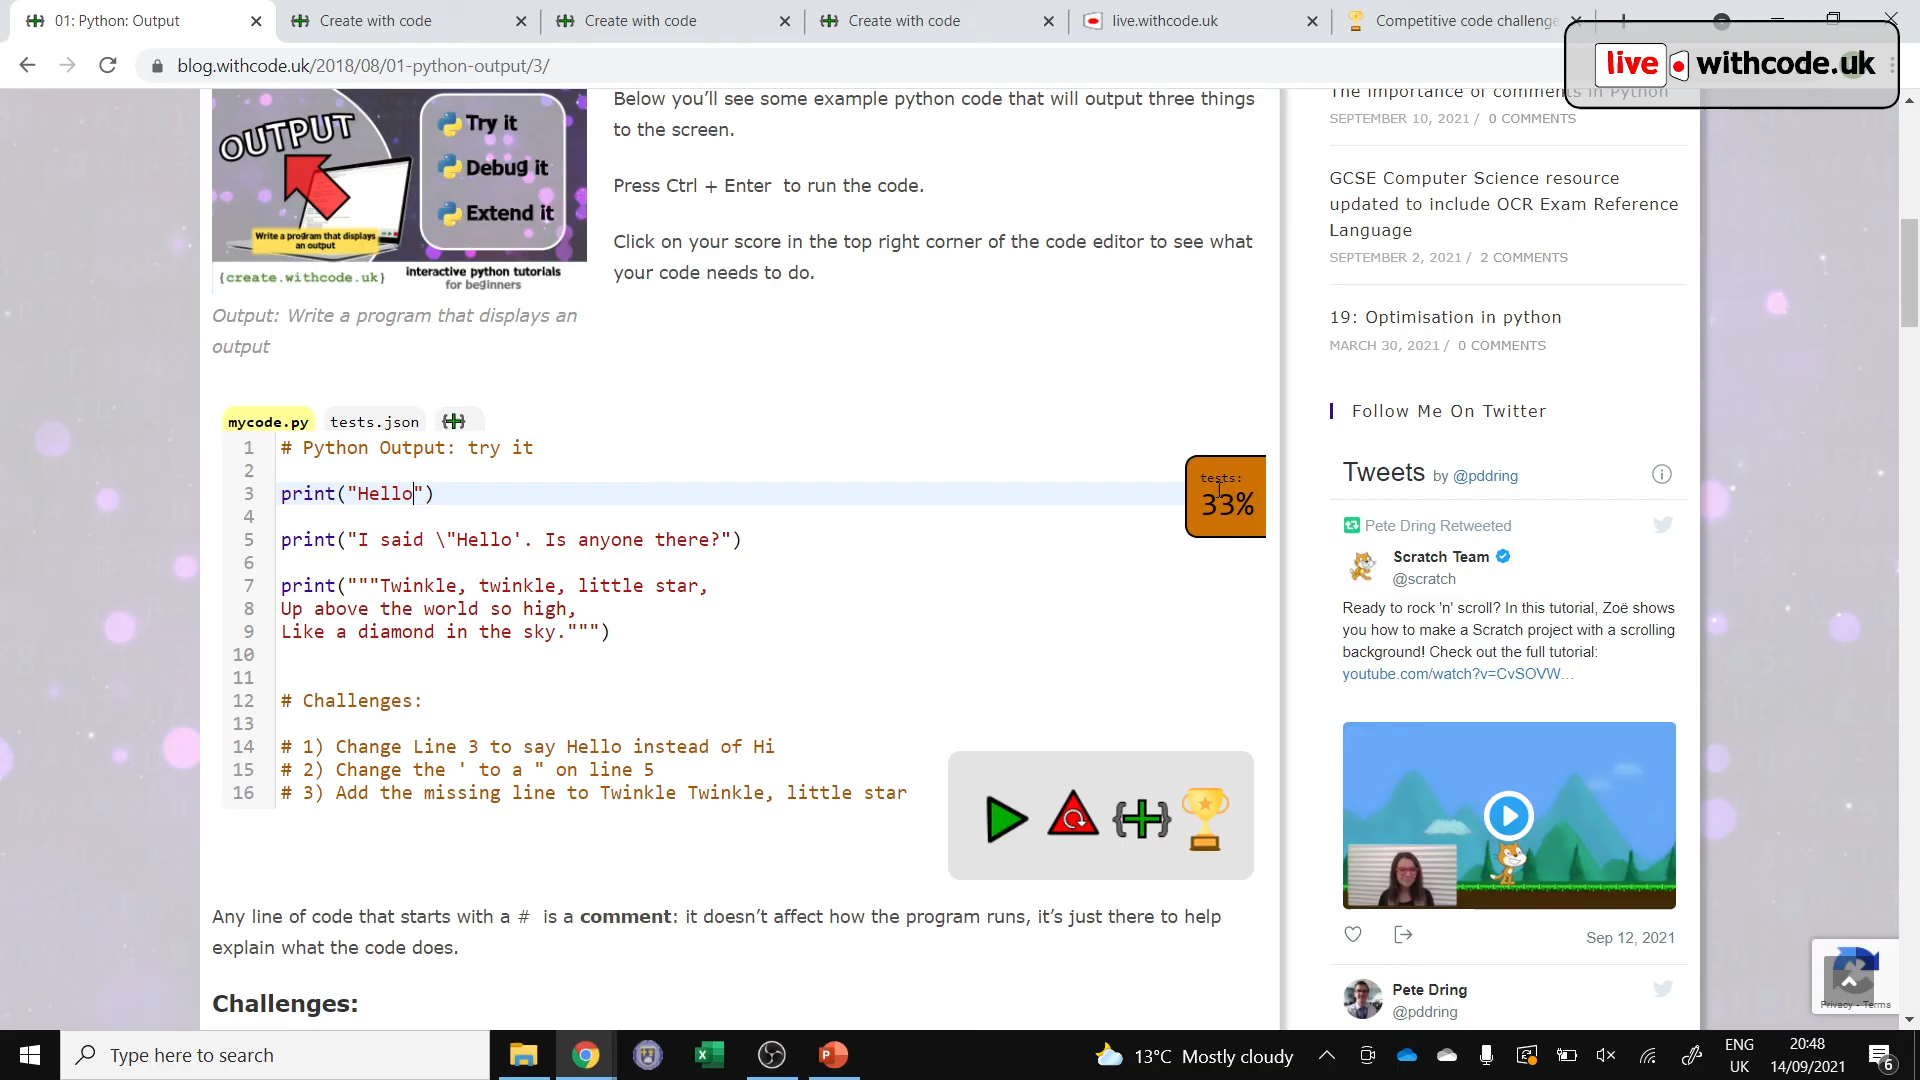 01: Python: Output
Create with code
Create with code
Create with code
live.withcode.uk
Competitive code challenge
live withcode.uk
blog.withcode.uk/2018/08/01-python-output/3/
OUTPUT
Try it
Debug it
Extend it
Write a program that displays
an output
{create.withcode.uk}
interactive python tutorials
for beginners
Output: Write a program that displays an
output
Below you'll see some example python code that will output three things
to the screen.
Press Ctrl + Enter to run the code.
Click on your score in the top right corner of the code editor to see what
your code needs to do.
mycode.py
tests.json
1 # Python Output: try it
2
3 print("Hello")
4
5 print("I said \"Hello'. Is anyone there?")
6
7 print("""Twinkle, twinkle, little star,
8 Up above the world so high,
9 Like a diamond in the sky.""")
10
11
12 # Challenges:
13
14 # 1) Change Line 3 to say Hello instead of Hi
15 # 2) Change the ' to a " on line 5
16 # 3) Add the missing line to Twinkle Twinkle, little star
tests:
33%
Any line of code that starts with a # is a comment: it doesn't affect how the program runs, it's just there to help
explain what the code does.
Challenges:
The importance of comments in Python
SEPTEMBER 10, 2021 / 0 COMMENTS
GCSE Computer Science resource
updated to include OCR Exam Reference
Language
SEPTEMBER 2, 2021 / 2 COMMENTS
19: Optimisation in python
MARCH 30, 2021 / 0 COMMENTS
Follow Me On Twitter
Tweets by @pddring
Pete Dring Retweeted
Scratch Team
@scratch
Ready to rock 'n' scroll? In this tutorial, Zoë shows
you how to make a Scratch project with a scrolling
background! Check out the full tutorial:
youtube.com/watch?v=CvSOVW…
Sep 12, 2021
Pete Dring
@pddring
Privacy - Terms
Type here to search
13°C Mostly cloudy
ENG
UK
20:48
14/09/2021
6